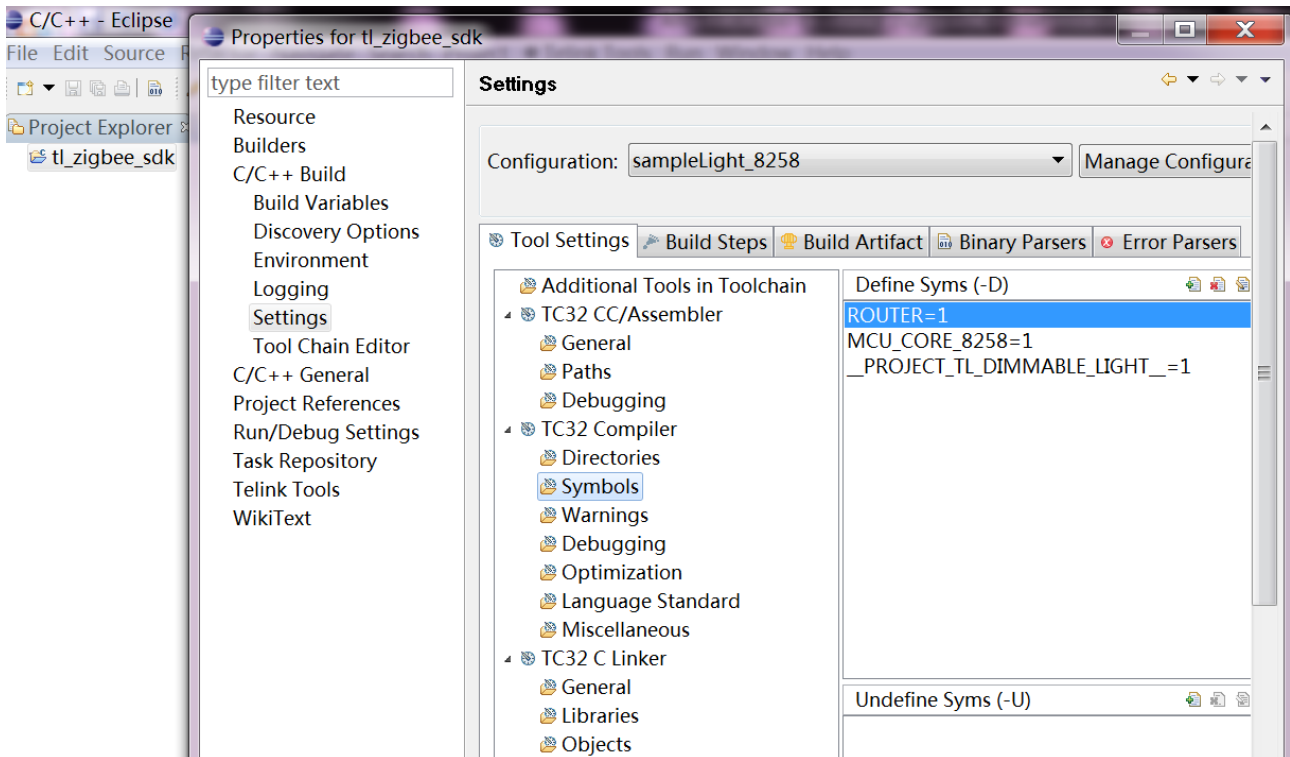 C/C++ - Eclipse
File Edit Source
Project Explorer
tl_zigbee_sdk
Properties for tl_zigbee_sdk
type filter text
Resource
Builders
C/C++ Build
Build Variables
Discovery Options
Environment
Logging
Settings
Tool Chain Editor
C/C++ General
Project References
Run/Debug Settings
Task Repository
Telink Tools
WikiText
Settings
Configuration: sampleLight_8258 Manage Configura
Tool Settings Build Steps Build Artifact Binary Parsers Error Parsers
Additional Tools in Toolchain
TC32 CC/Assembler
General
Paths
Debugging
TC32 Compiler
Directories
Symbols
Warnings
Debugging
Optimization
Language Standard
Miscellaneous
TC32 C Linker
General
Libraries
Objects
Define Syms (-D)
ROUTER=1
MCU_CORE_8258=1
__PROJECT_TL_DIMMABLE_LIGHT__=1
Undefine Syms (-U)